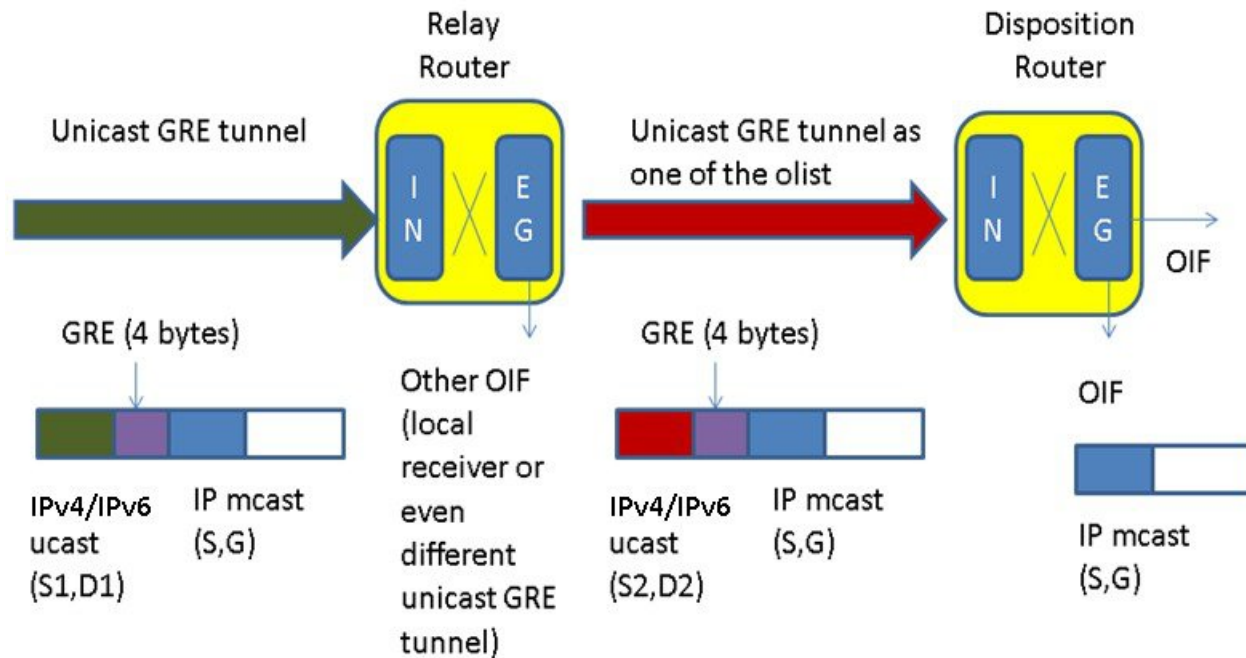 Relay
Router
Disposition
Router
Unicast GRE tunnel
Unicast GRE tunnel as
one of the olist
I
N
E
G
I
N
E
G
OIF
GRE (4 bytes)
IPv4/IPv6
ucast
(S1,D1)
IP mcast
(S,G)
Other OIF
(local
receiver or
even
different
unicast GRE
tunnel)
GRE (4 bytes)
IPv4/IPv6
ucast
(S2,D2)
IP mcast
(S,G)
OIF
IP mcast
(S,G)